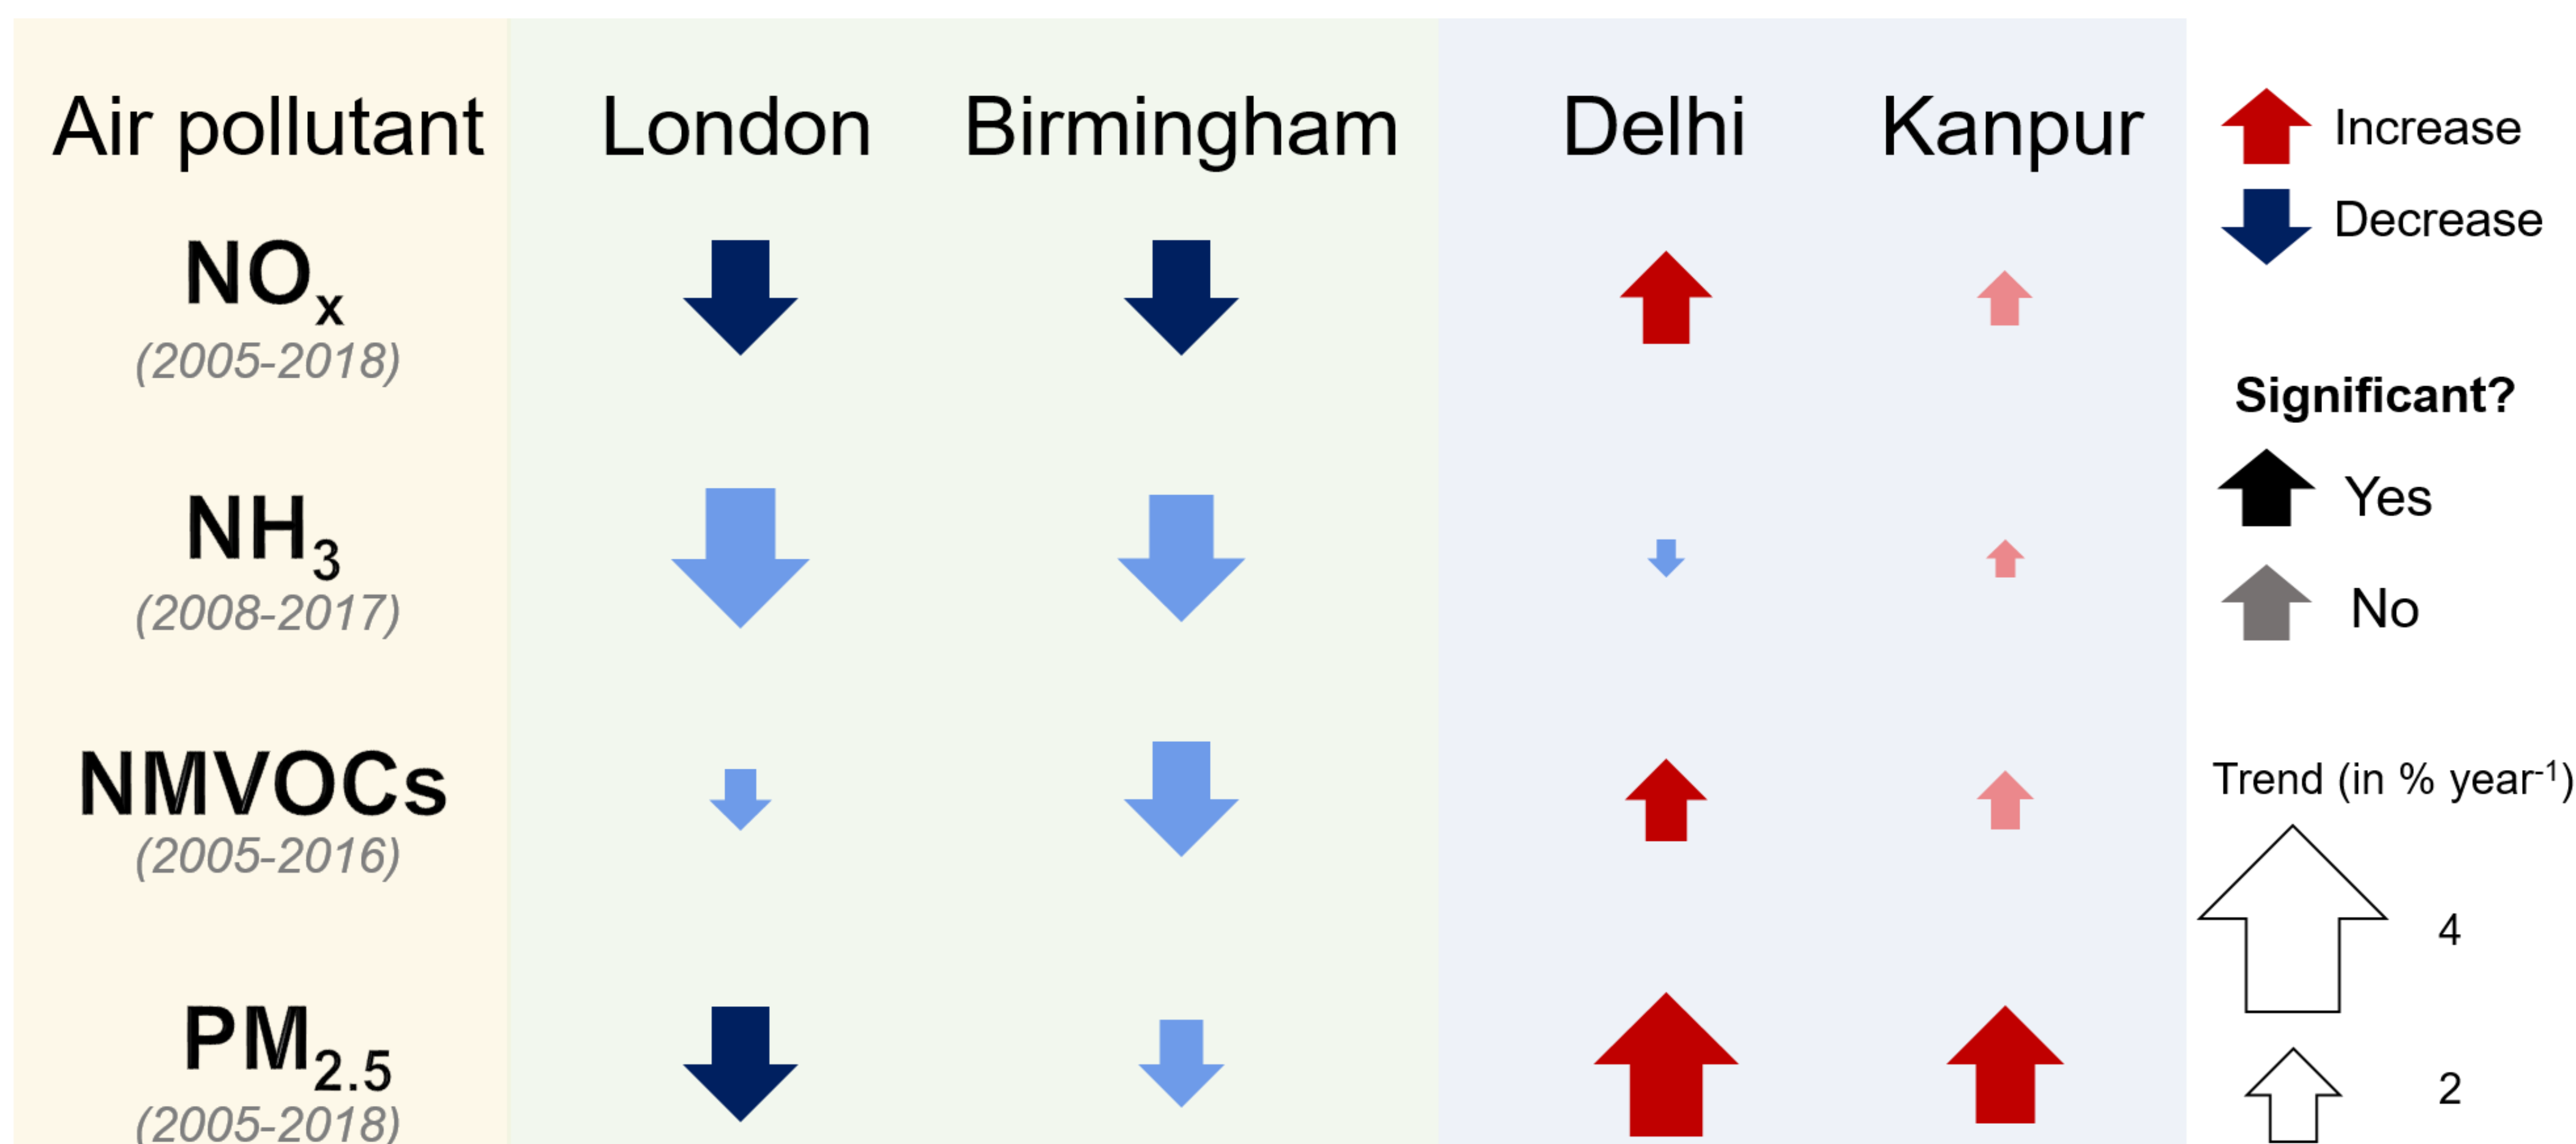 Air pollutant London Birmingham Delhi Kanpur
NOₓ
(2005-2018)
NH₃
(2008-2017)
NMVOCs
(2005-2016)
PM₂.₅
(2005-2018)
Increase
Decrease
Significant?
Yes
No
Trend (in % year⁻¹)
4
2